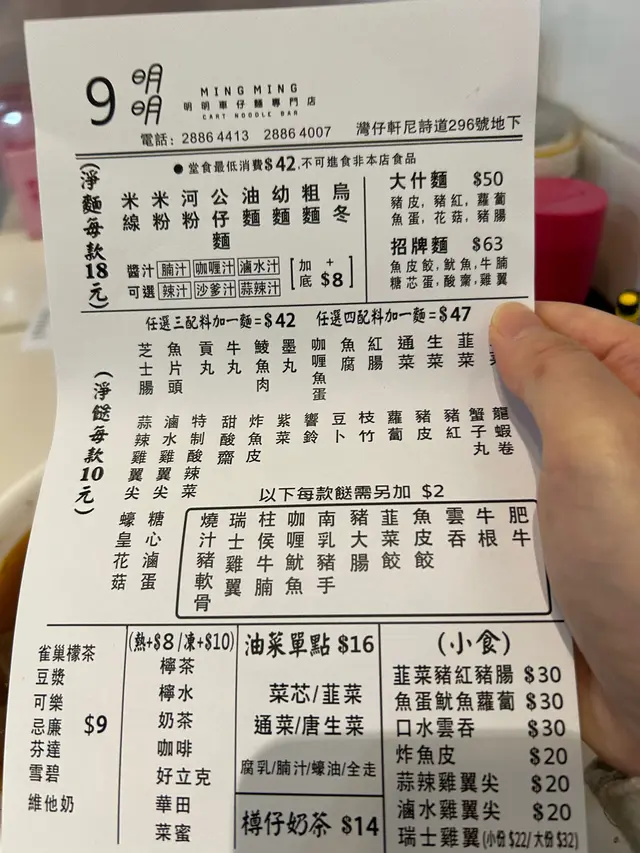 9 明明
MING MING
明明車仔麵專門店
CART NOODLE BAR
電話: 2886 4413 2886 4007 灣仔軒尼詩道296號地下
●堂食最低消費$42,不可進食非本店食品
(淨麵每款18元)
米線 米粉 河粉 公仔麵 油麵 幼麵 粗麵 烏冬
醬汁可選 腩汁 咖喱汁 滷水汁
辣汁 沙爹汁 蒜辣汁
[加底 + $8]
大什麵 $50
豬皮,豬紅,蘿蔔
魚蛋,花菇,豬腸
招牌麵 $63
魚皮餃,魷魚,牛腩
糖芯蛋,酸齋,雞翼
任選三配料加一麵=$42 任選四配料加一麵=$47
(淨餸每款10元)
芝士腸 魚片頭 貢丸 牛丸 鯪魚肉 墨丸 咖喱魚蛋 魚腐 紅腸 通菜 生菜 韮菜
蒜辣雞翼尖 滷水雞翼尖 特制酸辣菜 甜酸齋 炸魚皮 紫菜 響鈴 豆卜 枝竹 蘿蔔 豬皮 豬紅 蟹子丸 龍蝦卷
蠔皇花菇 糖心滷蛋
以下每款餸需另加 $2
燒汁豬軟骨 瑞士雞翼 柱侯牛腩 咖喱魷魚 南乳豬手 豬大腸 韮菜餃 魚皮餃 雲吞 牛根 肥牛
雀巢檬茶
豆漿
可樂
忌廉 $9
芬達
雪碧
維他奶
(熱+$8/凍+$10)
檸茶
檸水
奶茶
咖啡
好立克
華田
菜蜜
油菜單點 $16
菜芯/韮菜
通菜/唐生菜
腐乳/腩汁/蠔油/全走
樽仔奶茶 $14
(小食)
韮菜豬紅豬腸 $30
魚蛋魷魚蘿蔔 $30
口水雲吞 $30
炸魚皮 $20
蒜辣雞翼尖 $20
滷水雞翼尖 $20
瑞士雞翼(小份 $22/大份 $32)